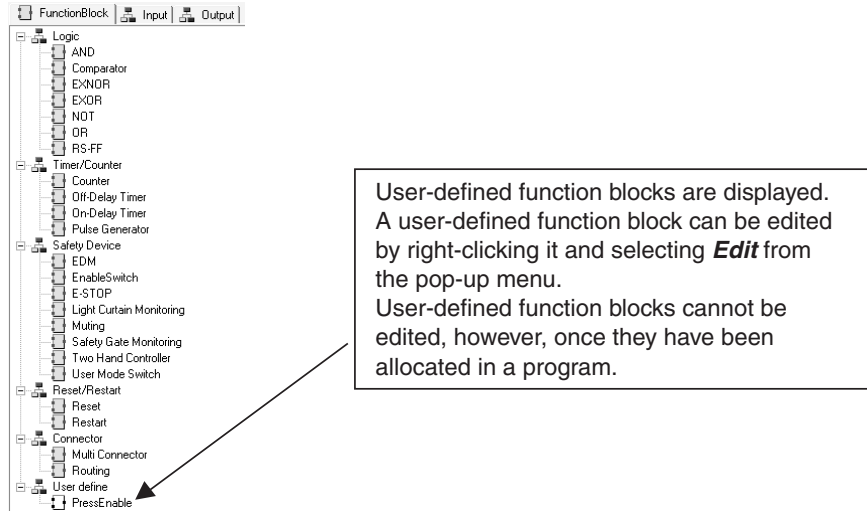 FunctionBlock Input Output
Logic
AND
Comparator
EXNOR
EXOR
NOT
OR
RS-FF
Timer/Counter
Counter
Off-Delay Timer
On-Delay Timer
Pulse Generator
Safety Device
EDM
EnableSwitch
E-STOP
Light Curtain Monitoring
Muting
Safety Gate Monitoring
Two Hand Controller
User Mode Switch
Reset/Restart
Reset
Restart
Connector
Multi Connector
Routing
User define
PressEnable
User-defined function blocks are displayed.
A user-defined function block can be edited
by right-clicking it and selecting Edit from
the pop-up menu.
User-defined function blocks cannot be
edited, however, once they have been
allocated in a program.